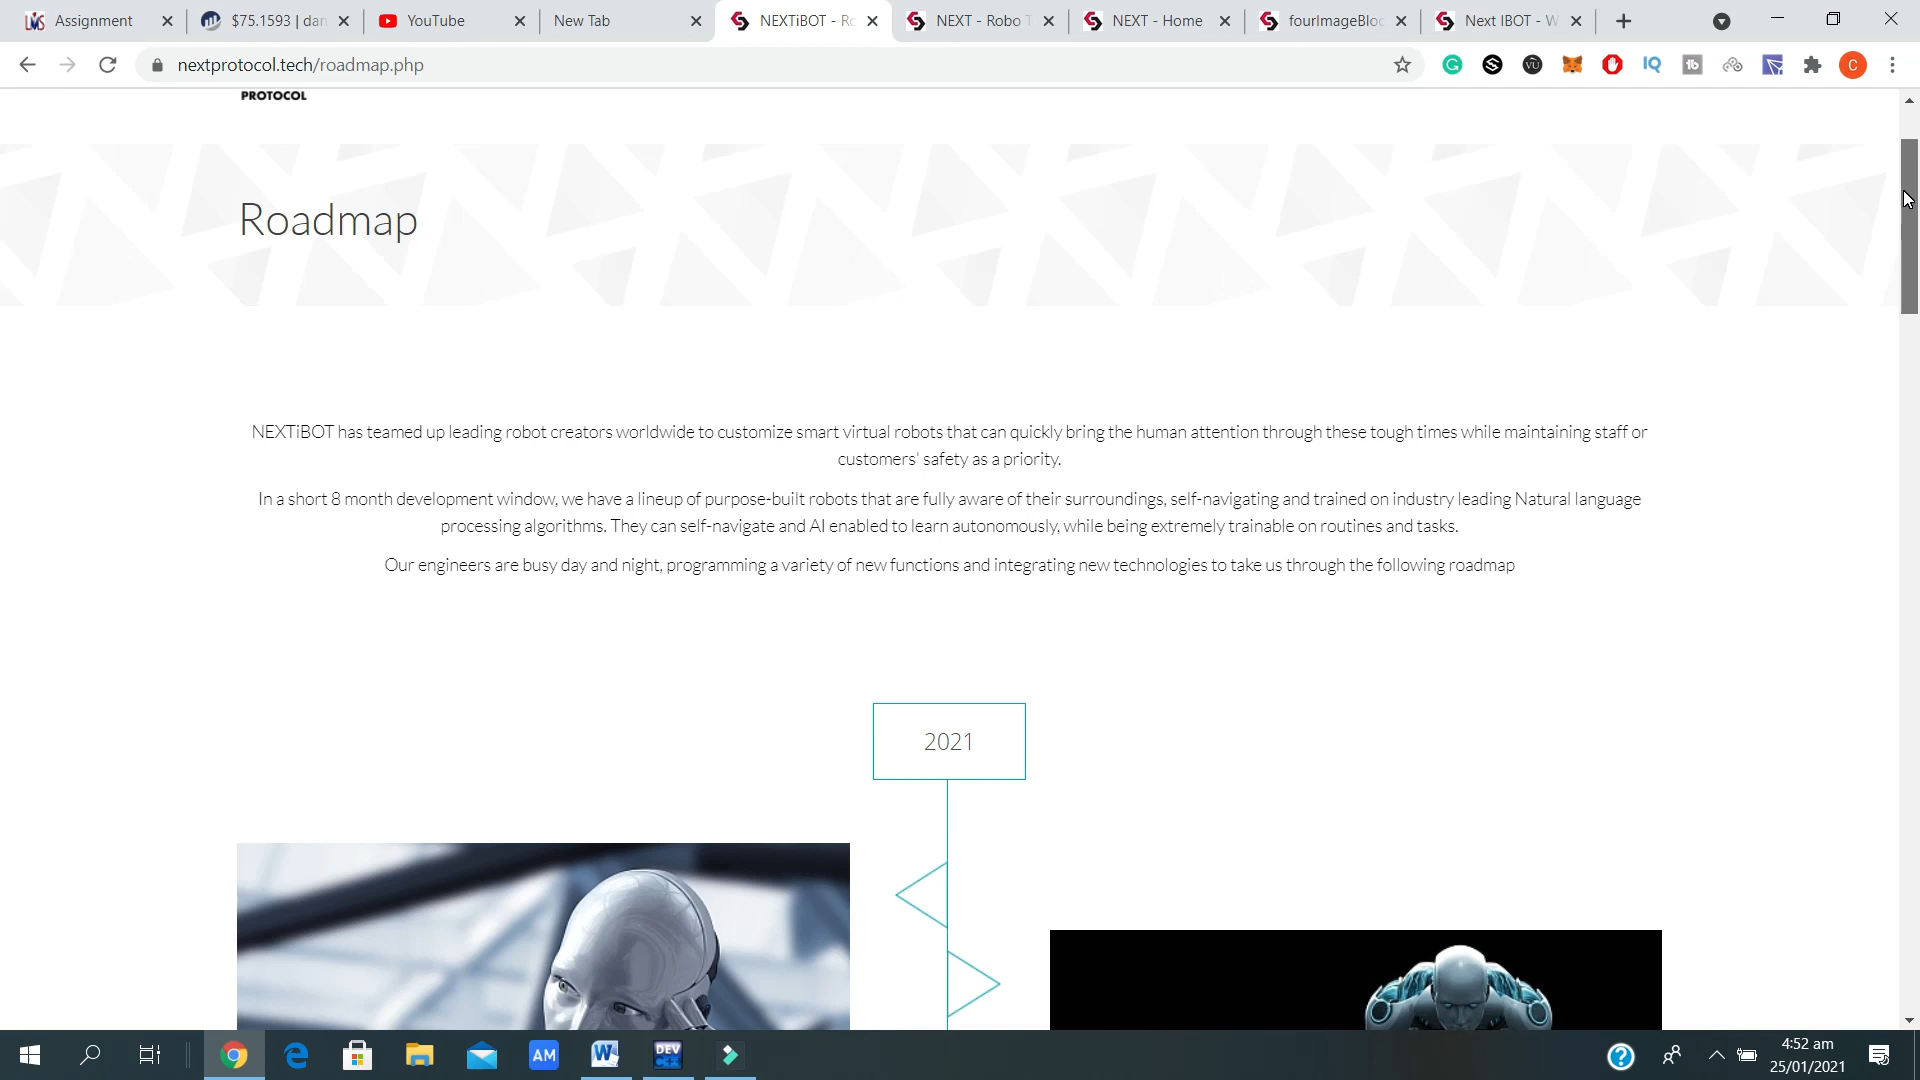 Assignment
$75.1593 | dan
YouTube
New Tab
NEXTiBOT - Ro
NEXT - Robo T
NEXT - Home
fourImageBloc
Next IBOT - W
nextprotocol.tech/roadmap.php
PROTOCOL
Roadmap
NEXTiBOT has teamed up leading robot creators worldwide to customize smart virtual robots that can quickly bring the human attention through these tough times while maintaining staff or
customers' safety as a priority.
In a short 8 month development window, we have a lineup of purpose-built robots that are fully aware of their surroundings, self-navigating and trained on industry leading Natural language
processing algorithms. They can self-navigate and AI enabled to learn autonomously, while being extremely trainable on routines and tasks.
Our engineers are busy day and night, programming a variety of new functions and integrating new technologies to take us through the following roadmap
2021
AM
DEV
4:52 am
25/01/2021